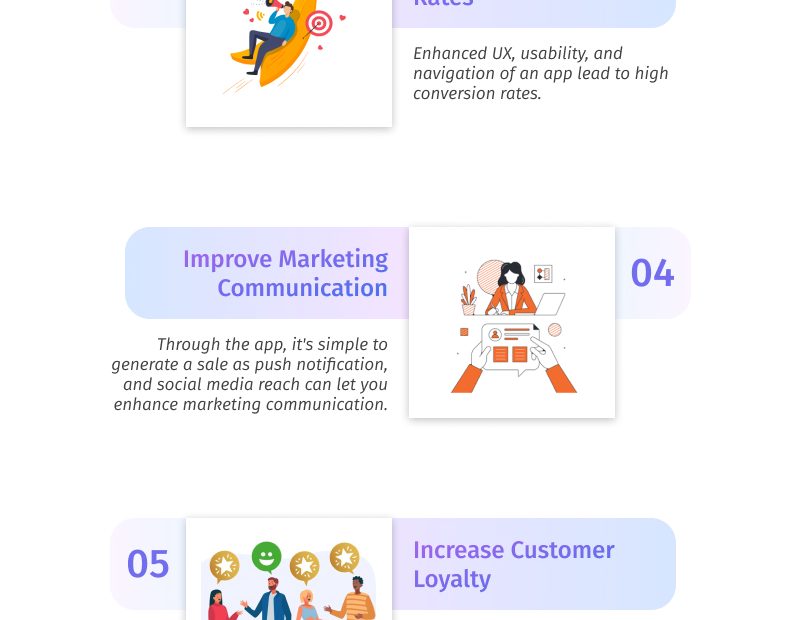 Rates
Enhanced UX, usability, and
navigation of an app lead to high
conversion rates.
Improve Marketing
Communication
04
Through the app, it's simple to
generate a sale as push notification,
and social media reach can let you
enhance marketing communication.
05
Increase Customer
Loyalty